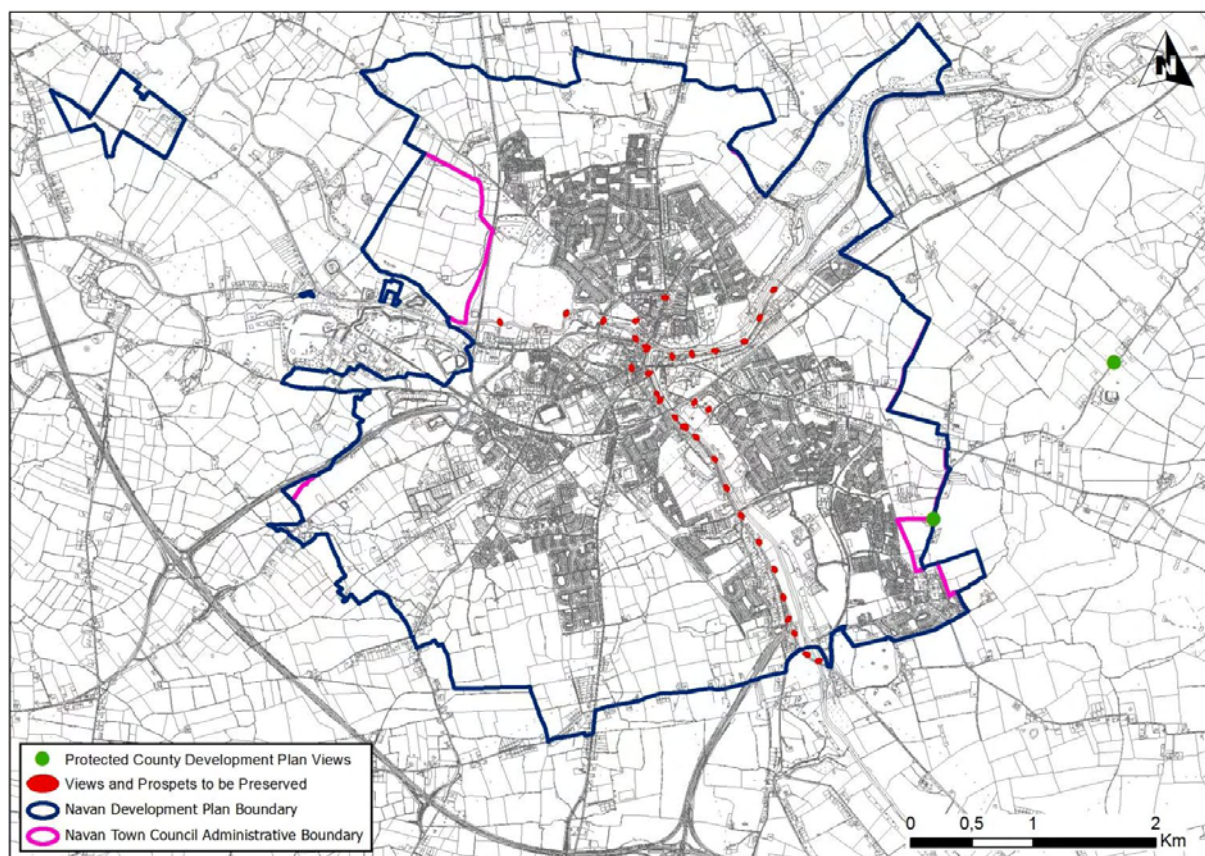 N
Protected County Development Plan Views
Views and Prospets to be Preserved
Navan Development Plan Boundary
Navan Town Council Administrative Boundary
0 0,5 1 2
Km